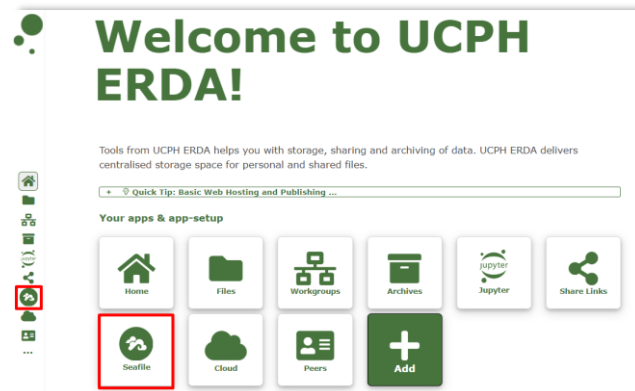 Welcome to UCPH
ERDA!
Tools from UCPH ERDA helps you with storage, sharing and archiving of data. UCPH ERDA delivers
centralised storage space for personal and shared files.
+ Quick Tip: Basic Web Hosting and Publishing ...
Your apps & app-setup
Home
Files
Workgroups
Archives
jupyter
Jupyter
Share Links
Seafile
Cloud
Peers
Add